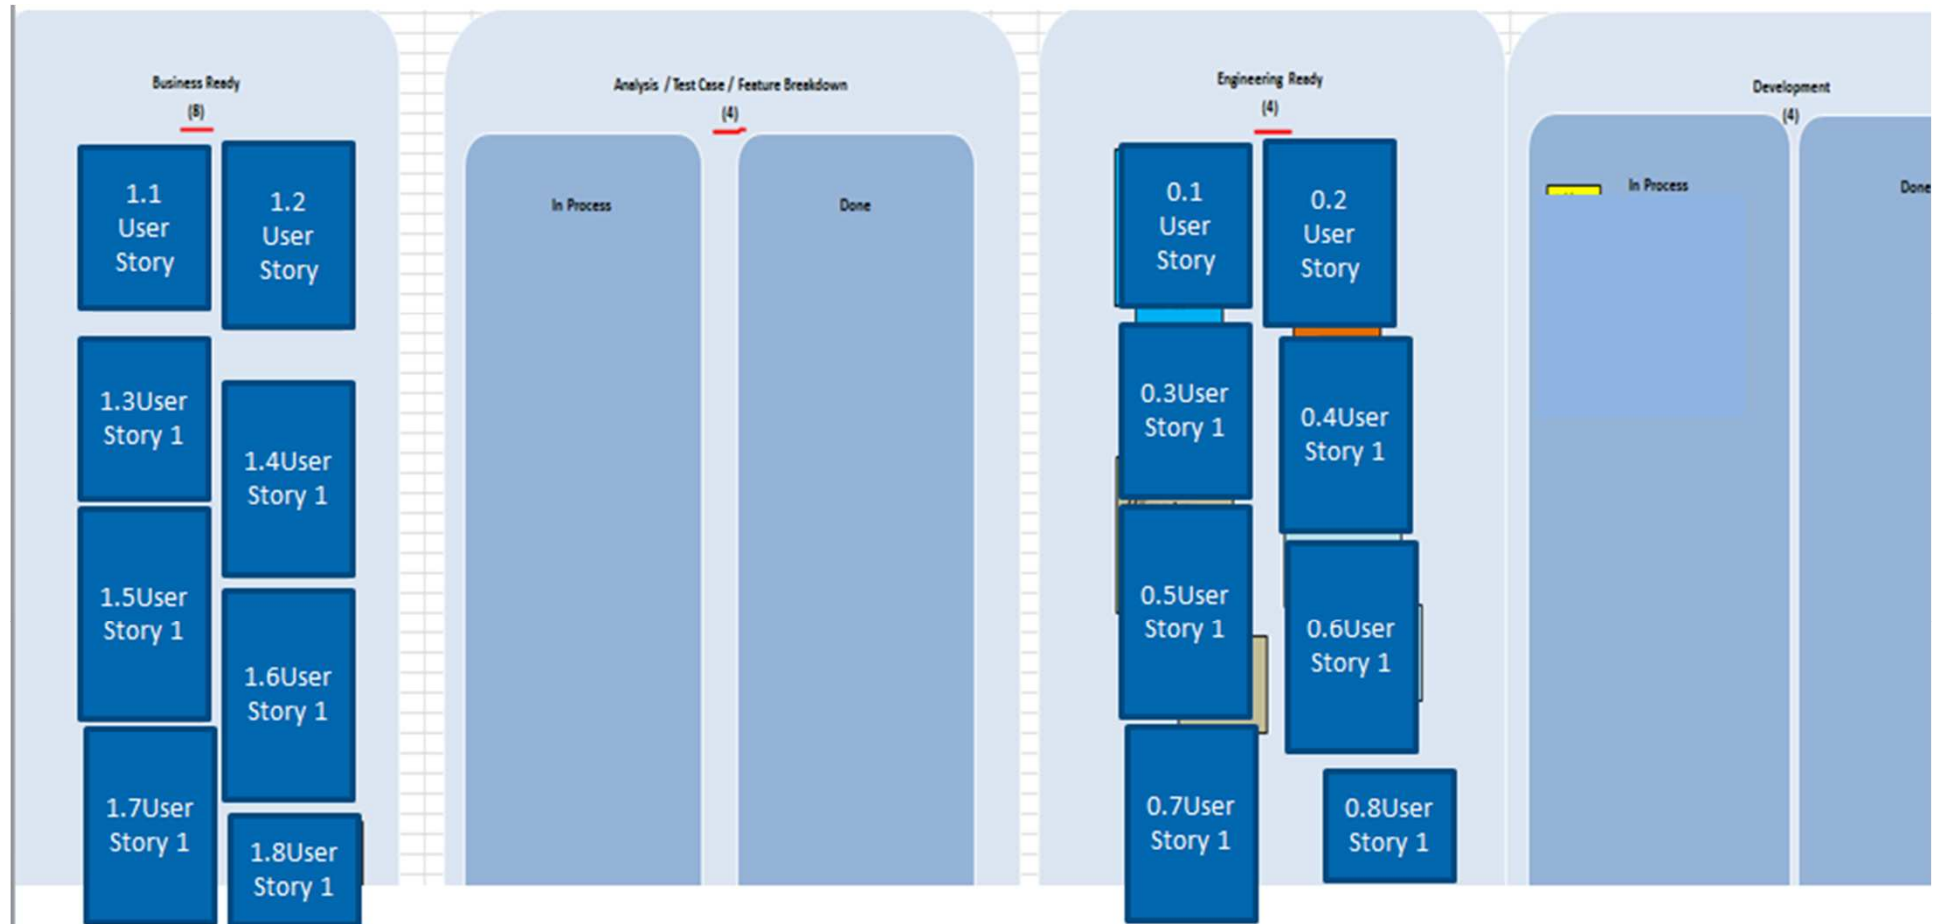 Business Ready
(8)
1.1
User
Story
1.2
User
Story
1.3User
Story 1
1.4User
Story 1
1.5User
Story 1
1.6User
Story 1
1.7User
Story 1
1.8User
Story 1
Analysis / Test Case / Feature Breakdown
(4)
In Process
Done
Engineering Ready
(4)
0.1
User
Story
0.2
User
Story
0.3User
Story 1
0.4User
Story 1
0.5User
Story 1
0.6User
Story 1
0.7User
Story 1
0.8User
Story 1
Development
(4)
In Process
Done